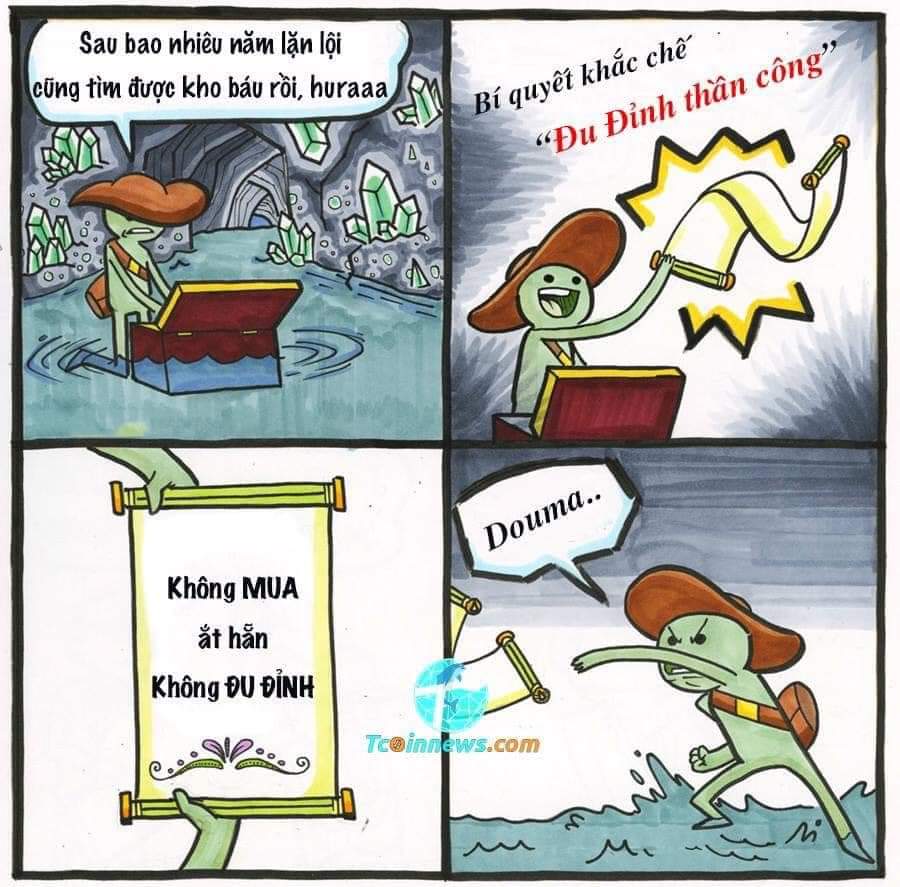 Sau bao nhiêu năm lặn lội
cũng tìm được kho báu rồi, huraaa
Bí quyết khắc chế
“Đu Đỉnh thần công”
Không MUA
ắt hẳn
Không ĐU ĐỈNH
Douma..
Tcoinnews.com